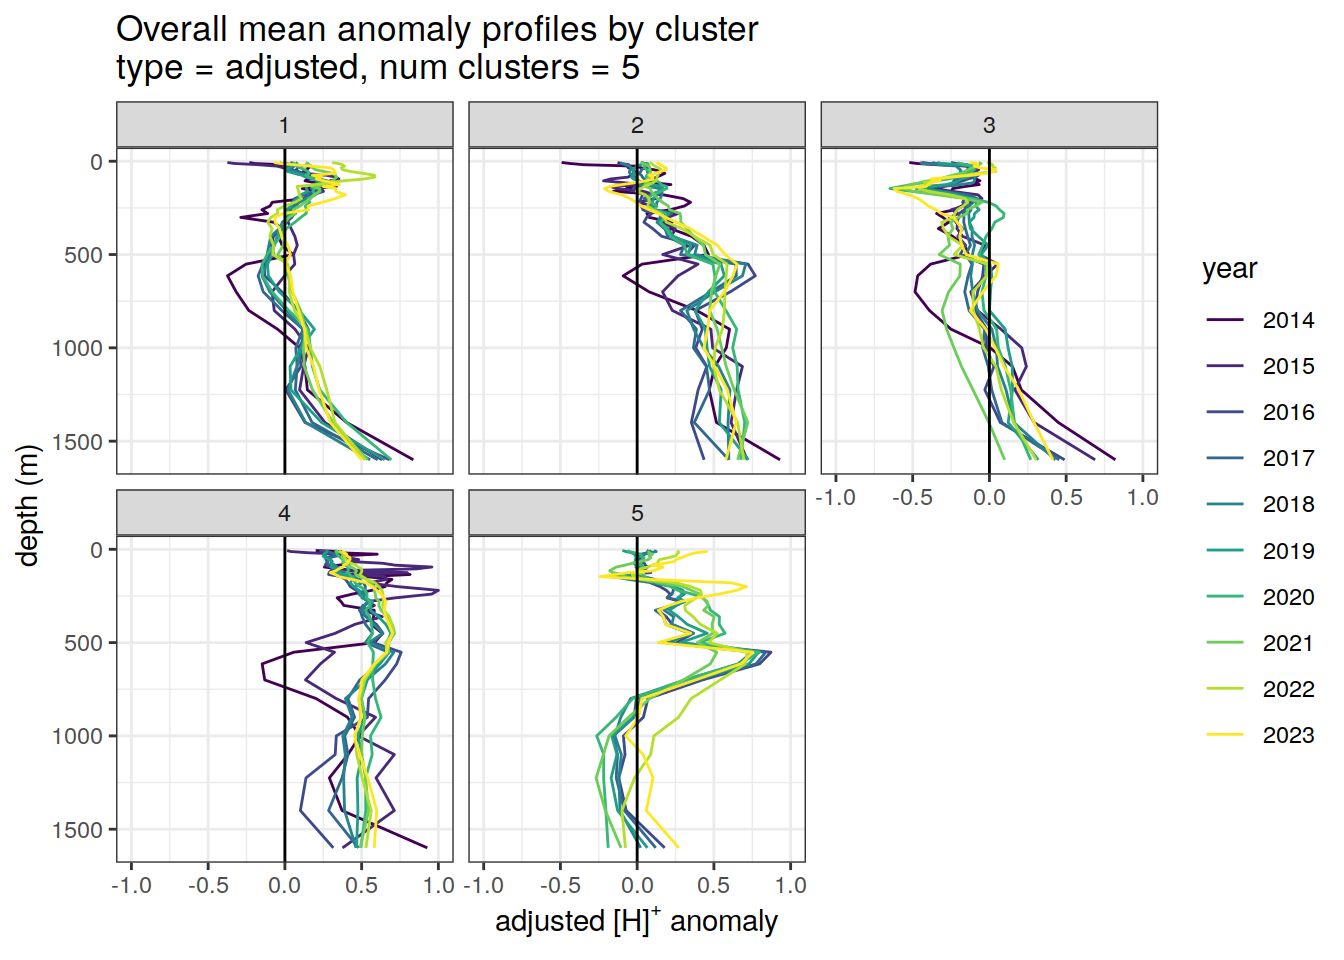 Overall mean anomaly profiles by cluster
type = adjusted, num clusters = 5
1
2
3
0
500
1000
1500
-1.0 -0.5 0.0 0.5 1.0
4
5
0
500
1000
1500
-1.0 -0.5 0.0 0.5 1.0
-1.0 -0.5 0.0 0.5 1.0
depth (m)
adjusted [H]⁺ anomaly
year
2014
2015
2016
2017
2018
2019
2020
2021
2022
2023